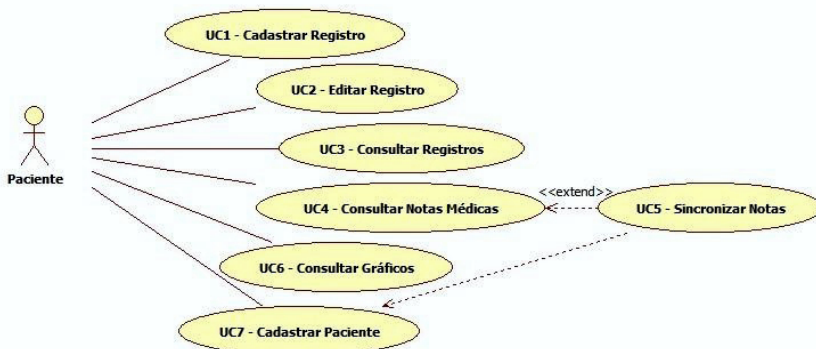 UC1 - Cadastrar Registro
UC2 - Editar Registro
UC3 - Consultar Registros
Paciente
<<extend>>
UC4 - Consultar Notas Médicas
UC5 - Sincronizar Notas
UC6 - Consultar Gráficos
UC7 - Cadastrar Paciente